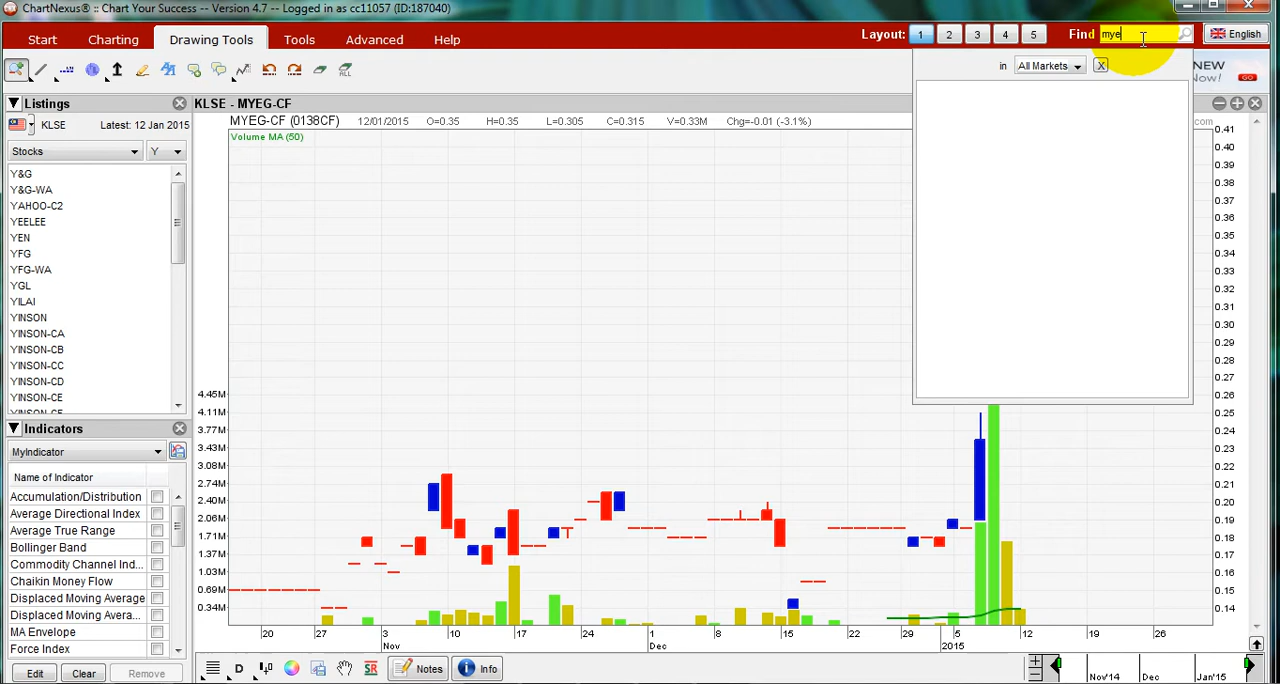 ChartNexus® :: Chart Your Success -- Version 4.7 -- Logged in as cc11057 (ID:187040)
Start Charting Drawing Tools Tools Advanced Help Layout: 1 2 3 4 5 Find mye English
in All Markets X
NEW
Now! GO
ALL
Listings
KLSE Latest: 12 Jan 2015
Stocks Y
Y&G
Y&G-WA
YAHOO-C2
YEELEE
YEN
YFG
YFG-WA
YGL
YILAI
YINSON
YINSON-CA
YINSON-CB
YINSON-CC
YINSON-CD
YINSON-CE
Indicators
MyIndicator
Name of Indicator
Accumulation/Distribution
Average Directional Index
Average True Range
Bollinger Band
Commodity Channel Ind...
Chaikin Money Flow
Displaced Moving Average
Displaced Moving Avera...
MA Envelope
Force Index
Edit Clear Remove
KLSE - MYEG-CF
MYEG-CF (0138CF) 12/01/2015 O=0.35 H=0.35 L=0.305 C=0.315 V=0.33M Chg=-0.01 (-3.1%)
.com
Volume MA (50)
0.41
0.40
0.39
0.38
0.37
0.36
0.35
0.34
0.33
0.32
0.31
0.30
0.29
0.28
0.27
0.26
0.25
0.24
0.23
0.22
0.21
0.20
0.19
0.18
0.17
0.16
0.15
0.14
4.45M
4.11M
3.77M
3.43M
3.08M
2.74M
2.40M
2.06M
1.71M
1.37M
1.03M
0.69M
0.34M
20 27 3 10 17 24 1 8 15 22 29 5 12 19 26
Nov Dec 2015
D SR Notes Info
Nov'14 Dec Jan'15